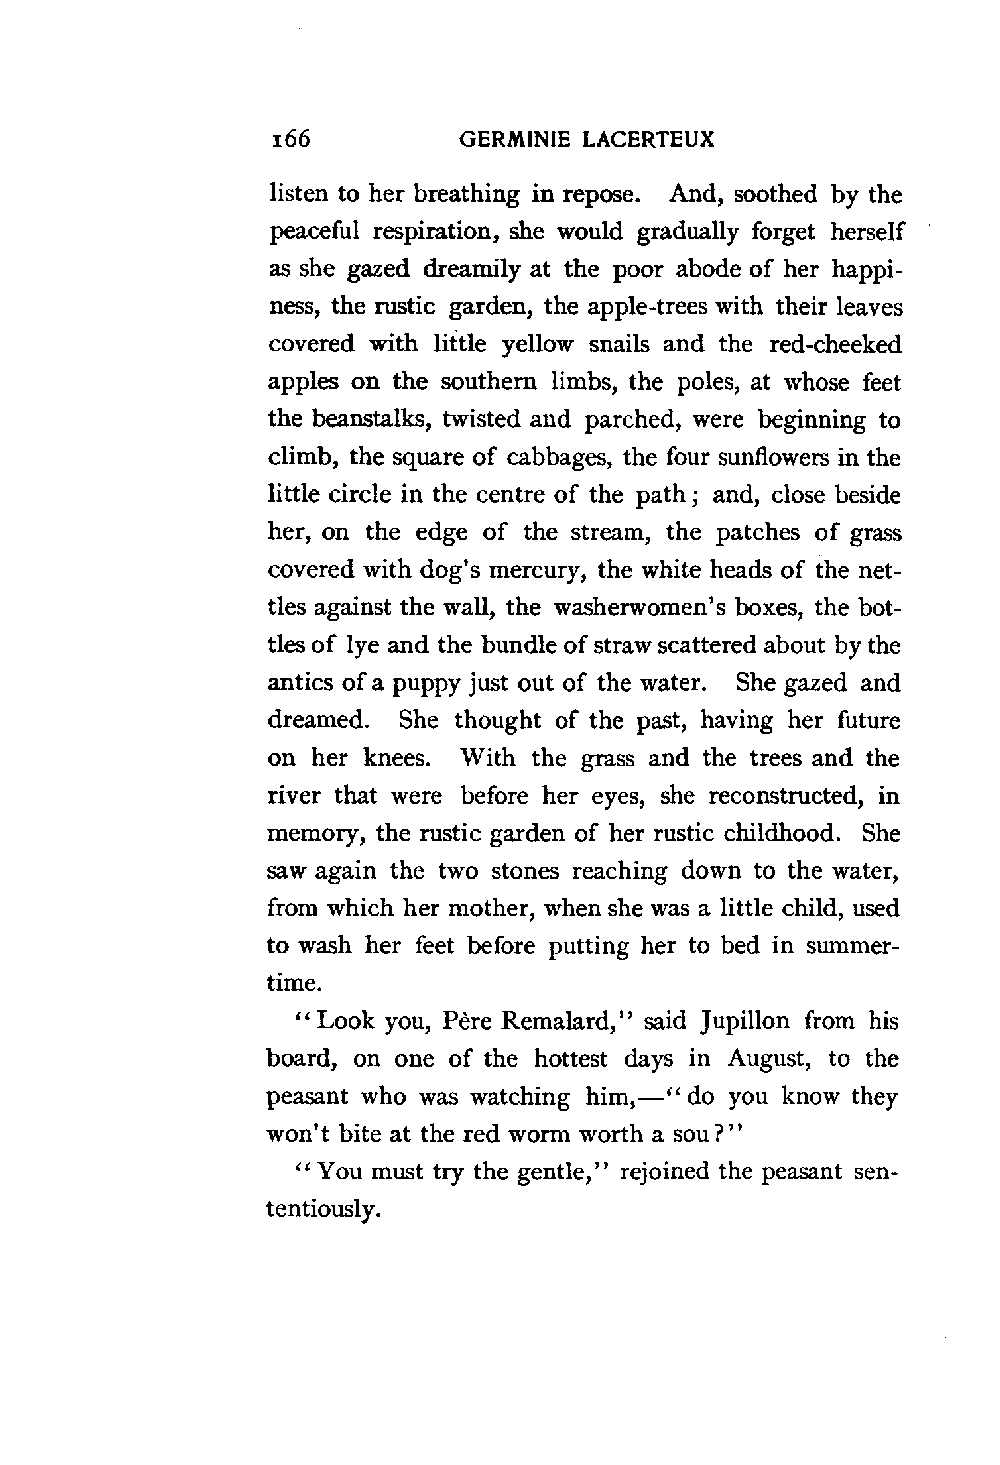 166 GERMINIE LACERTEUX
listen to her breathing in repose. And, soothed by the
peaceful respiration, she would gradually forget herself
as she gazed dreamily at the poor abode of her happi-
ness, the rustic garden, the apple-trees with their leaves
covered with little yellow snails and the red-cheeked
apples on the southern limbs, the poles, at whose feet
the beanstalks, twisted and parched, were beginning to
climb, the square of cabbages, the four sunflowers in the
little circle in the centre of the path; and, close beside
her, on the edge of the stream, the patches of grass
covered with dog's mercury, the white heads of the net-
tles against the wall, the washerwomen's boxes, the bot-
tles of lye and the bundle of straw scattered about by the
antics of a puppy just out of the water. She gazed and
dreamed. She thought of the past, having her future
on her knees. With the grass and the trees and the
river that were before her eyes, she reconstructed, in
memory, the rustic garden of her rustic childhood. She
saw again the two stones reaching down to the water,
from which her mother, when she was a little child, used
to wash her feet before putting her to bed in summer-
time.
"Look you, Père Remalard," said Jupillon from his
board, on one of the hottest days in August, to the
peasant who was watching him,—"do you know they
won't bite at the red worm worth a sou?"
"You must try the gentle," rejoined the peasant sen-
tentiously.